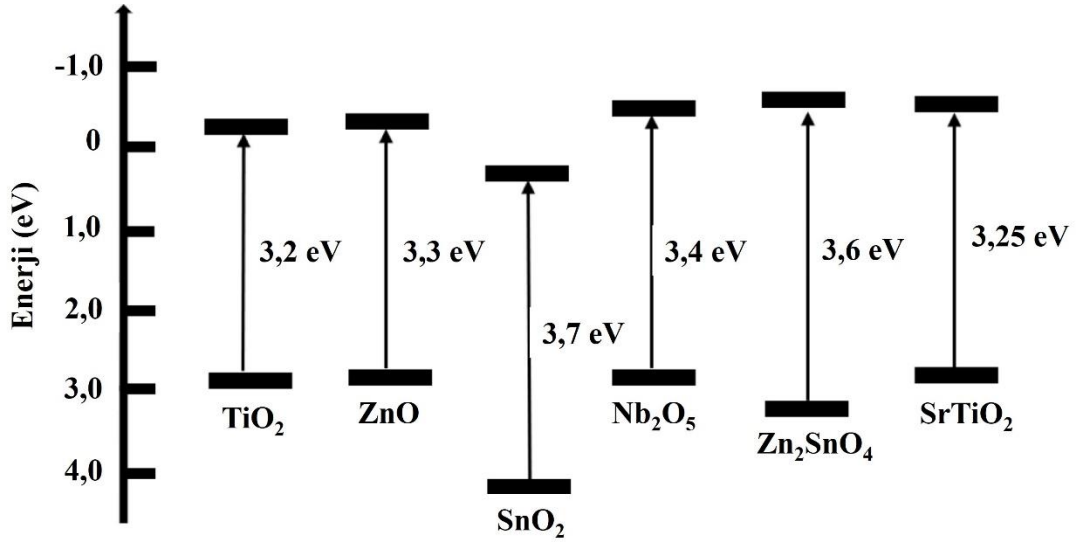 Enerji (eV)
-1,0
0
1,0
2,0
3,0
4,0
3,2 eV
3,3 eV
3,7 eV
3,4 eV
3,6 eV
3,25 eV
TiO₂
ZnO
SnO₂
Nb₂O₅
Zn₂SnO₄
SrTiO₂